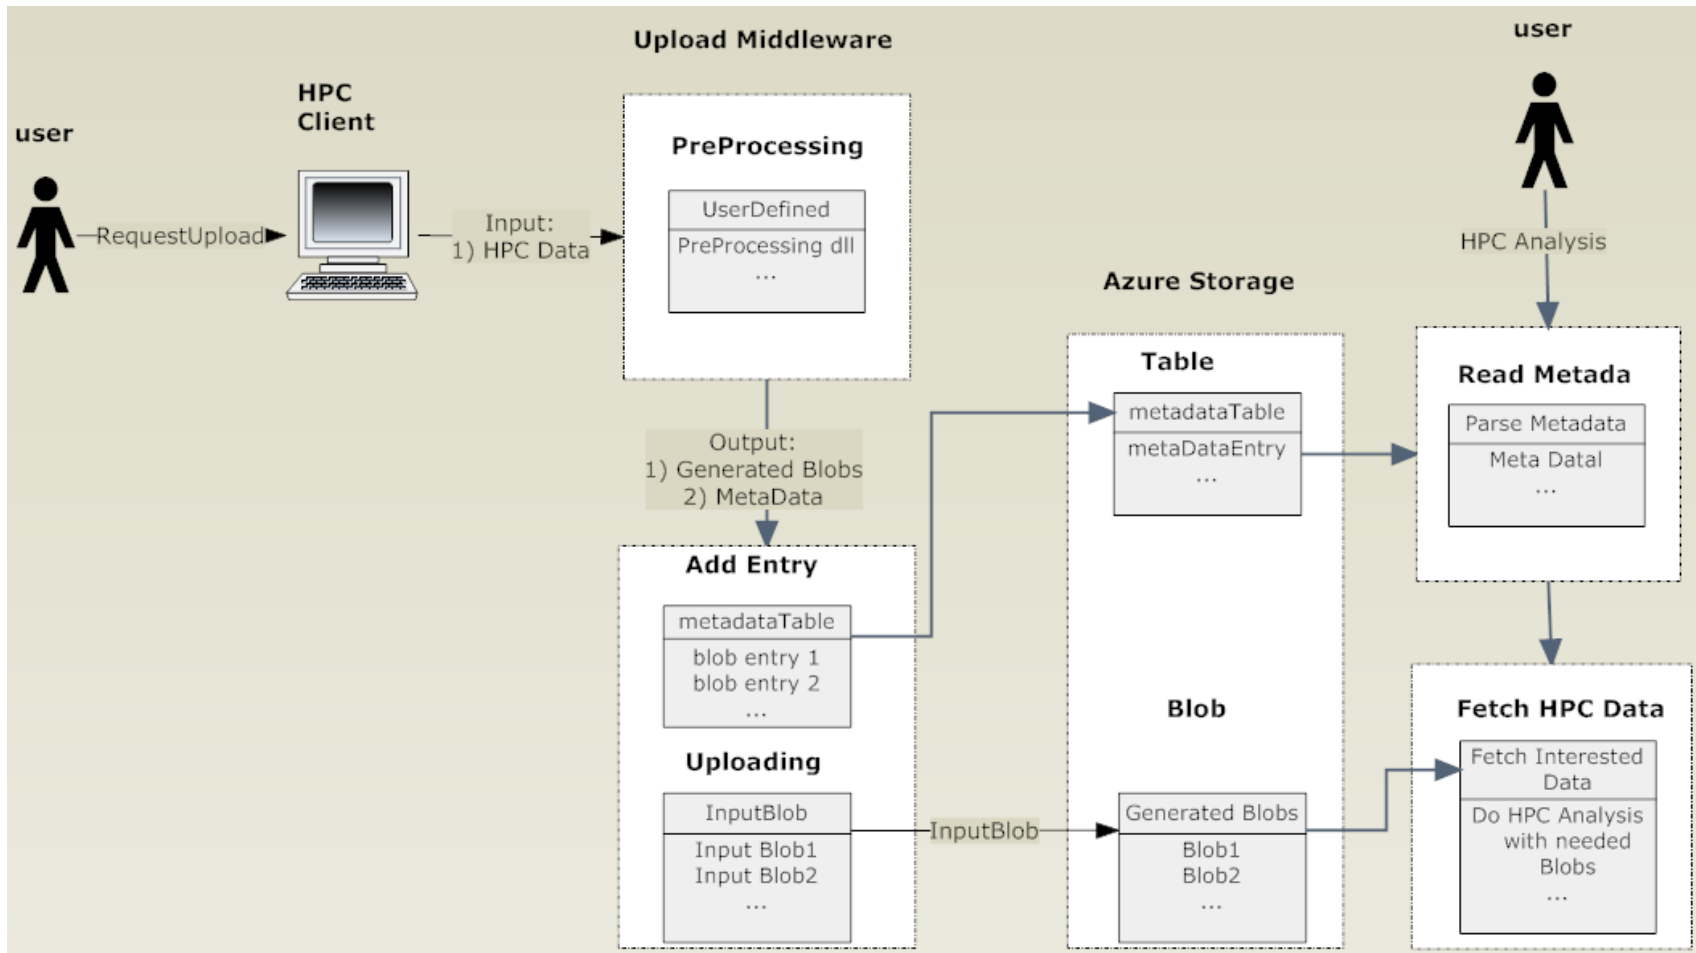 user
RequestUpload
HPC
Client
Input:
1) HPC Data
Upload Middleware
PreProcessing
UserDefined
PreProcessing dll
...
Output:
1) Generated Blobs
2) MetaData
Add Entry
metadataTable
blob entry 1
blob entry 2
...
Uploading
InputBlob
Input Blob1
Input Blob2
...
InputBlob
Azure Storage
Table
metadataTable
metaDataEntry
...
Blob
Generated Blobs
Blob1
Blob2
...
user
HPC Analysis
Read Metada
Parse Metadata
Meta Datal
...
Fetch HPC Data
Fetch Interested
Data
Do HPC Analysis
with needed
Blobs
...